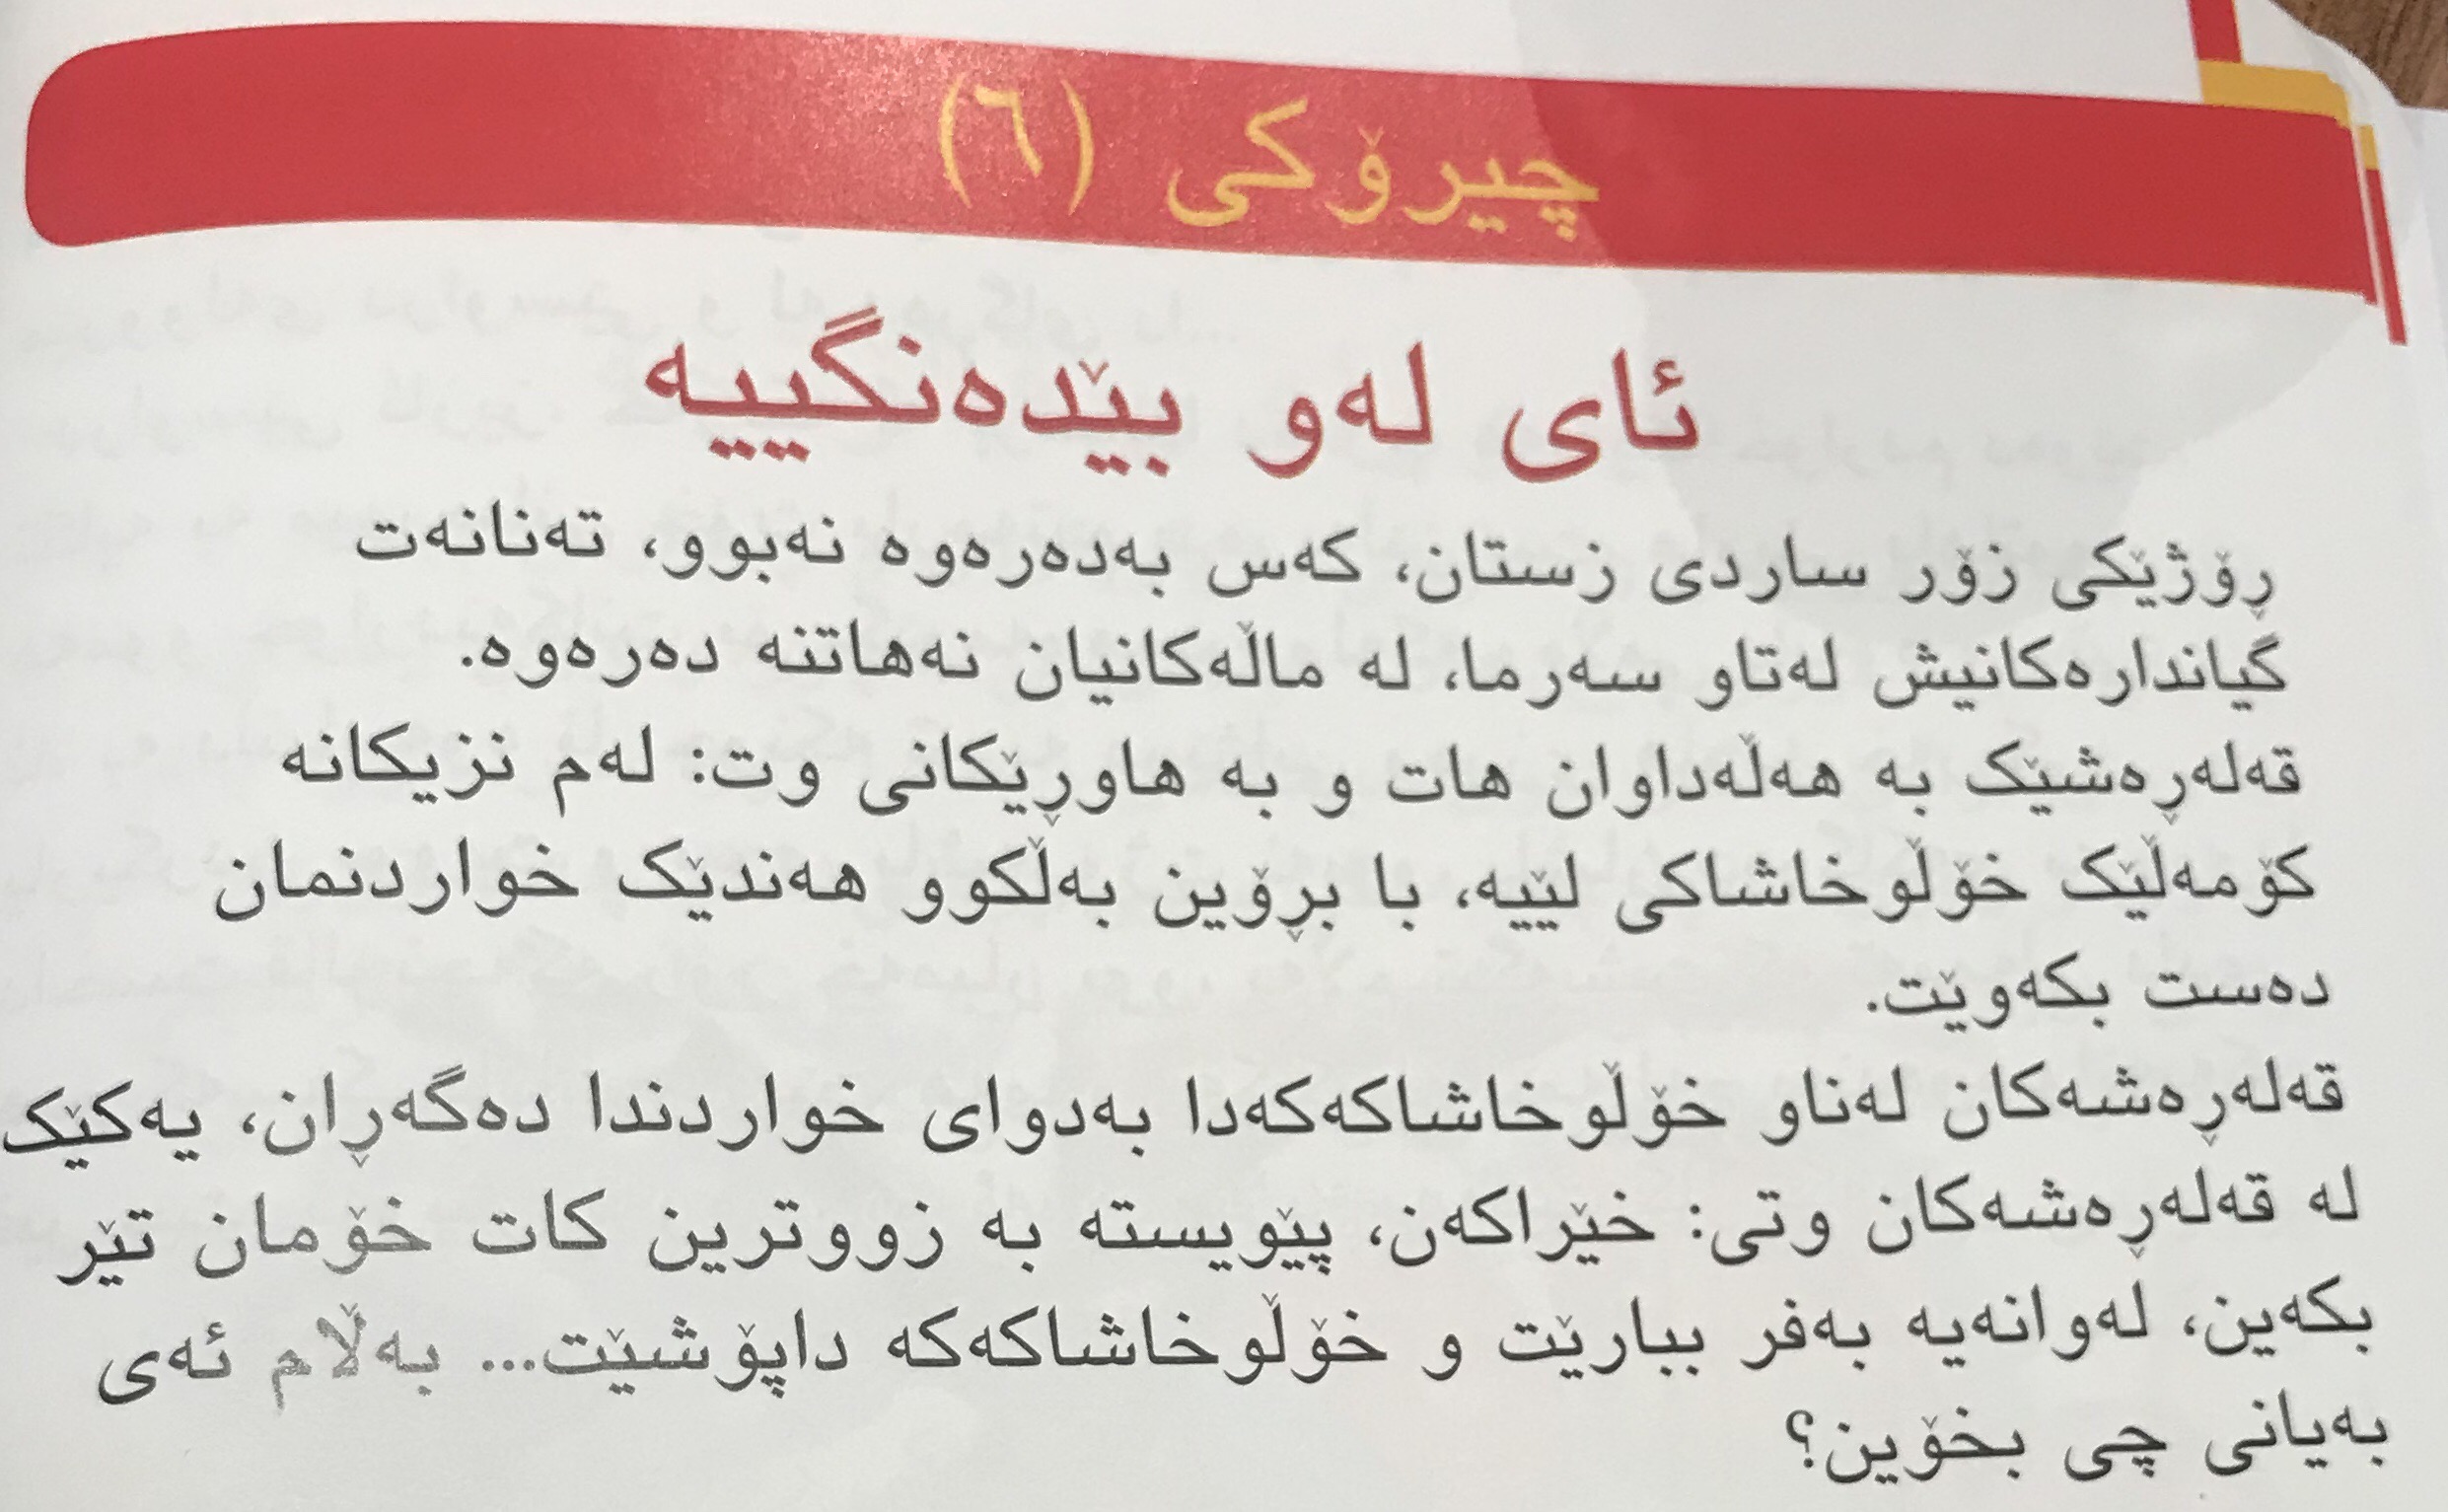 چیرۆکی (٦)
ئای لەو بێدەنگییە
ڕۆژێکی زۆر ساردی زستان، کەس بەدەرەوە نەبوو، تەنانەت
گیاندارەکانیش لەتاو سەرما، لە ماڵەکانیان نەهاتنە دەرەوە.
قەلەڕەشێک بە هەڵەداوان هات و بە هاوڕێکانی وت: لەم نزیکانە
کۆمەڵێک خۆڵوخاشاکی لێیە، با بڕۆین بەڵکوو هەندێک خواردنمان
دەست بکەوێت.
قەلەڕەشەکان لەناو خۆڵوخاشاکەکەدا بەدوای خواردندا دەگەڕان، یەکێک
لە قەلەڕەشەکان وتی: خێراکەن، پێویستە بە زووترین کات خۆمان تێر
بکەین، لەوانەیە بەفر ببارێت و خۆڵوخاشاکەکە داپۆشێت... بەڵام ئەی
بەیانی چی بخۆین؟